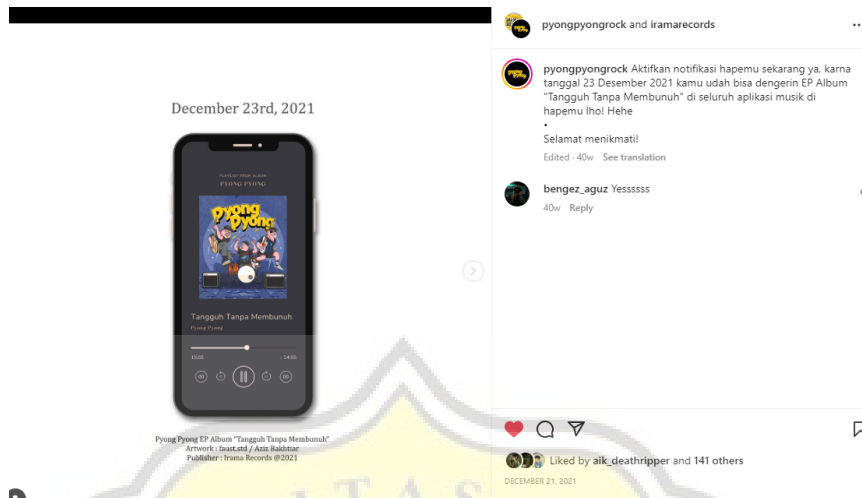 December 23rd, 2021
PLAYLIST FROM ALBUM
PYONG PYONG
Pyong
Pyong
Tangguh Tanpa Membunuh
Pyong Pyong
Pyong Pyong EP Album "Tangguh Tanpa Membunuh"
Artwork : faust.std / Aziz Bakhtiar
Publisher : Irama Records @2021
pyongpyongrock and iramarecords
pyongpyongrock Aktifkan notifikasi hapemu sekarang ya, karna
tanggal 23 Desember 2021 kamu udah bisa dengerin EP Album
"Tangguh Tanpa Membunuh" di seluruh aplikasi musik di
hapemu lho! Hehe
•
Selamat menikmati!
Edited · 40w See translation
bengez_aguz Yessssss
40w Reply
Liked by aik_deathripper and 141 others
DECEMBER 21, 2021
ITAS